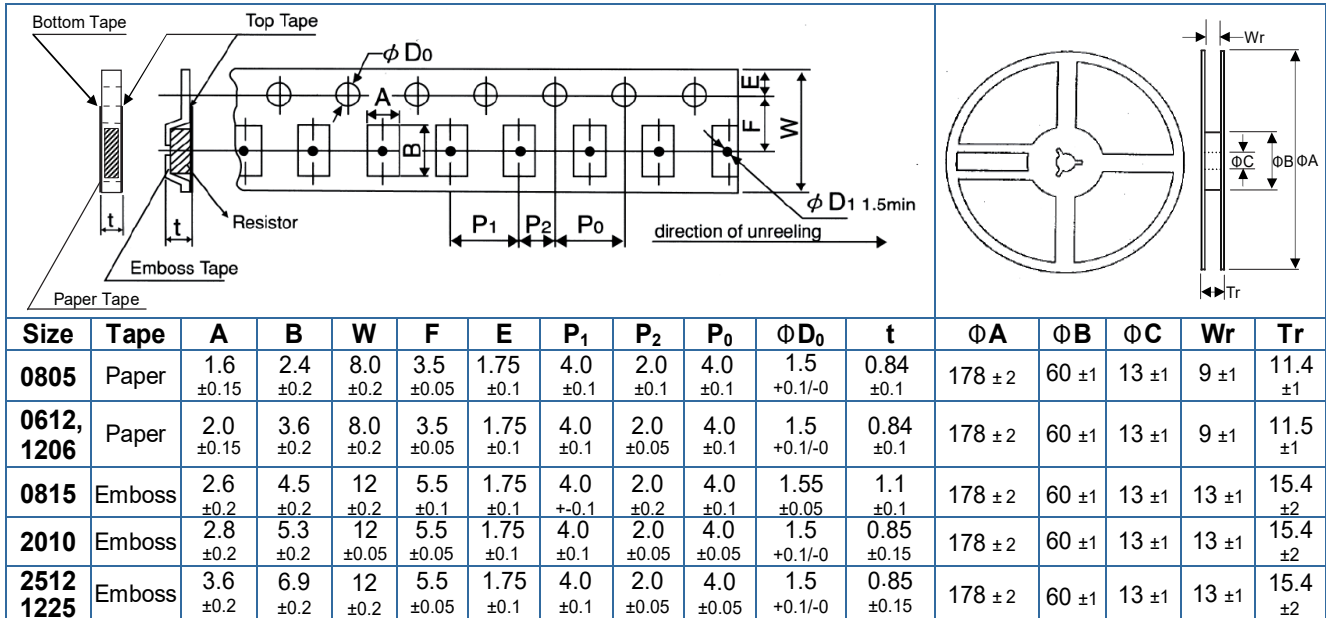 Bottom Tape
Top Tape
ϕ D0
A
B
E
F
W
t
t
Resistor
Emboss Tape
Paper Tape
P1
P2
P0
ϕ D1 1.5min
direction of unreeling
Wr
ΦC
ΦB
ΦA
Tr
Size Tape A B W F E P1 P2 P0 ΦD0 t ΦA ΦB ΦC Wr Tr
0805 Paper 1.6 ±0.15 2.4 ±0.2 8.0 ±0.2 3.5 ±0.05 1.75 ±0.1 4.0 ±0.1 2.0 ±0.1 4.0 ±0.1 1.5 +0.1/-0 0.84 ±0.1 178 ± 2 60 ±1 13 ±1 9 ±1 11.4 ±1
0612, 1206 Paper 2.0 ±0.15 3.6 ±0.2 8.0 ±0.2 3.5 ±0.05 1.75 ±0.1 4.0 ±0.1 2.0 ±0.05 4.0 ±0.1 1.5 +0.1/-0 0.84 ±0.1 178 ± 2 60 ±1 13 ±1 9 ±1 11.5 ±1
0815 Emboss 2.6 ±0.2 4.5 ±0.2 12 ±0.2 5.5 ±0.1 1.75 ±0.1 4.0 +-0.1 2.0 ±0.2 4.0 ±0.1 1.55 ±0.05 1.1 ±0.1 178 ± 2 60 ±1 13 ±1 13 ±1 15.4 ±2
2010 Emboss 2.8 ±0.2 5.3 ±0.2 12 ±0.05 5.5 ±0.05 1.75 ±0.1 4.0 ±0.1 2.0 ±0.05 4.0 ±0.05 1.5 +0.1/-0 0.85 ±0.15 178 ± 2 60 ±1 13 ±1 13 ±1 15.4 ±2
2512 1225 Emboss 3.6 ±0.2 6.9 ±0.2 12 ±0.2 5.5 ±0.05 1.75 ±0.1 4.0 ±0.1 2.0 ±0.05 4.0 ±0.05 1.5 +0.1/-0 0.85 ±0.15 178 ± 2 60 ±1 13 ±1 13 ±1 15.4 ±2